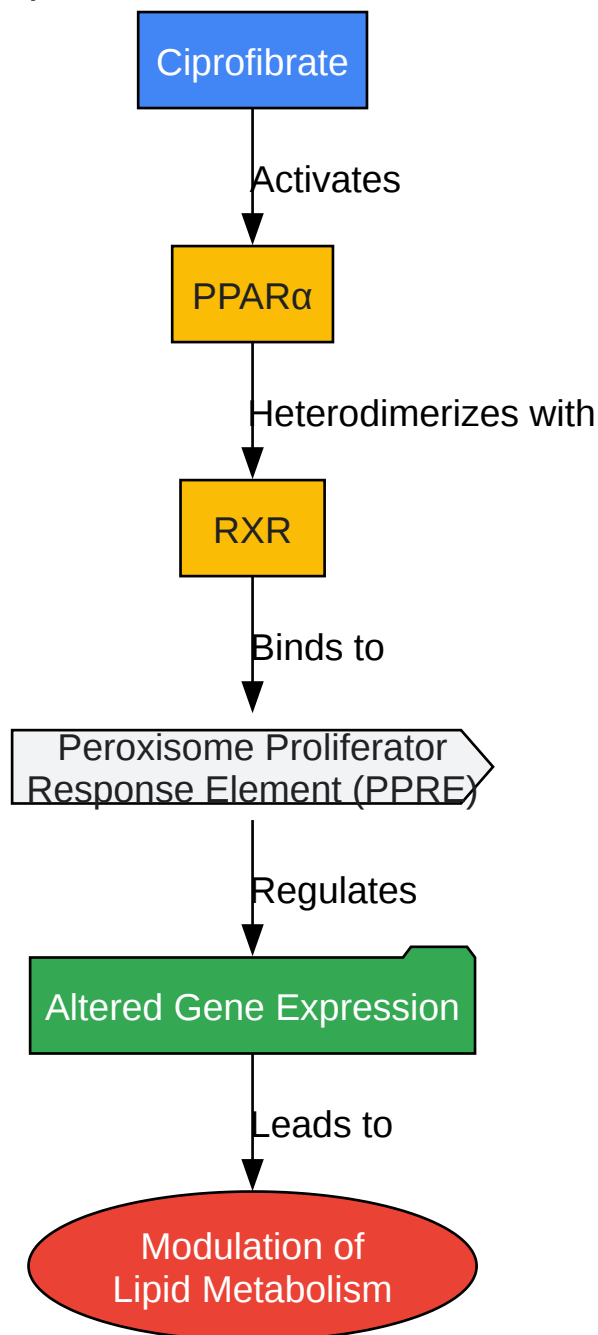 Ciprofibrate
Activates
PPARα
Heterodimerizes with
RXR
Binds to
Peroxisome Proliferator
Response Element (PPRE)
Regulates
Altered Gene Expression
Leads to
Modulation of
Lipid Metabolism